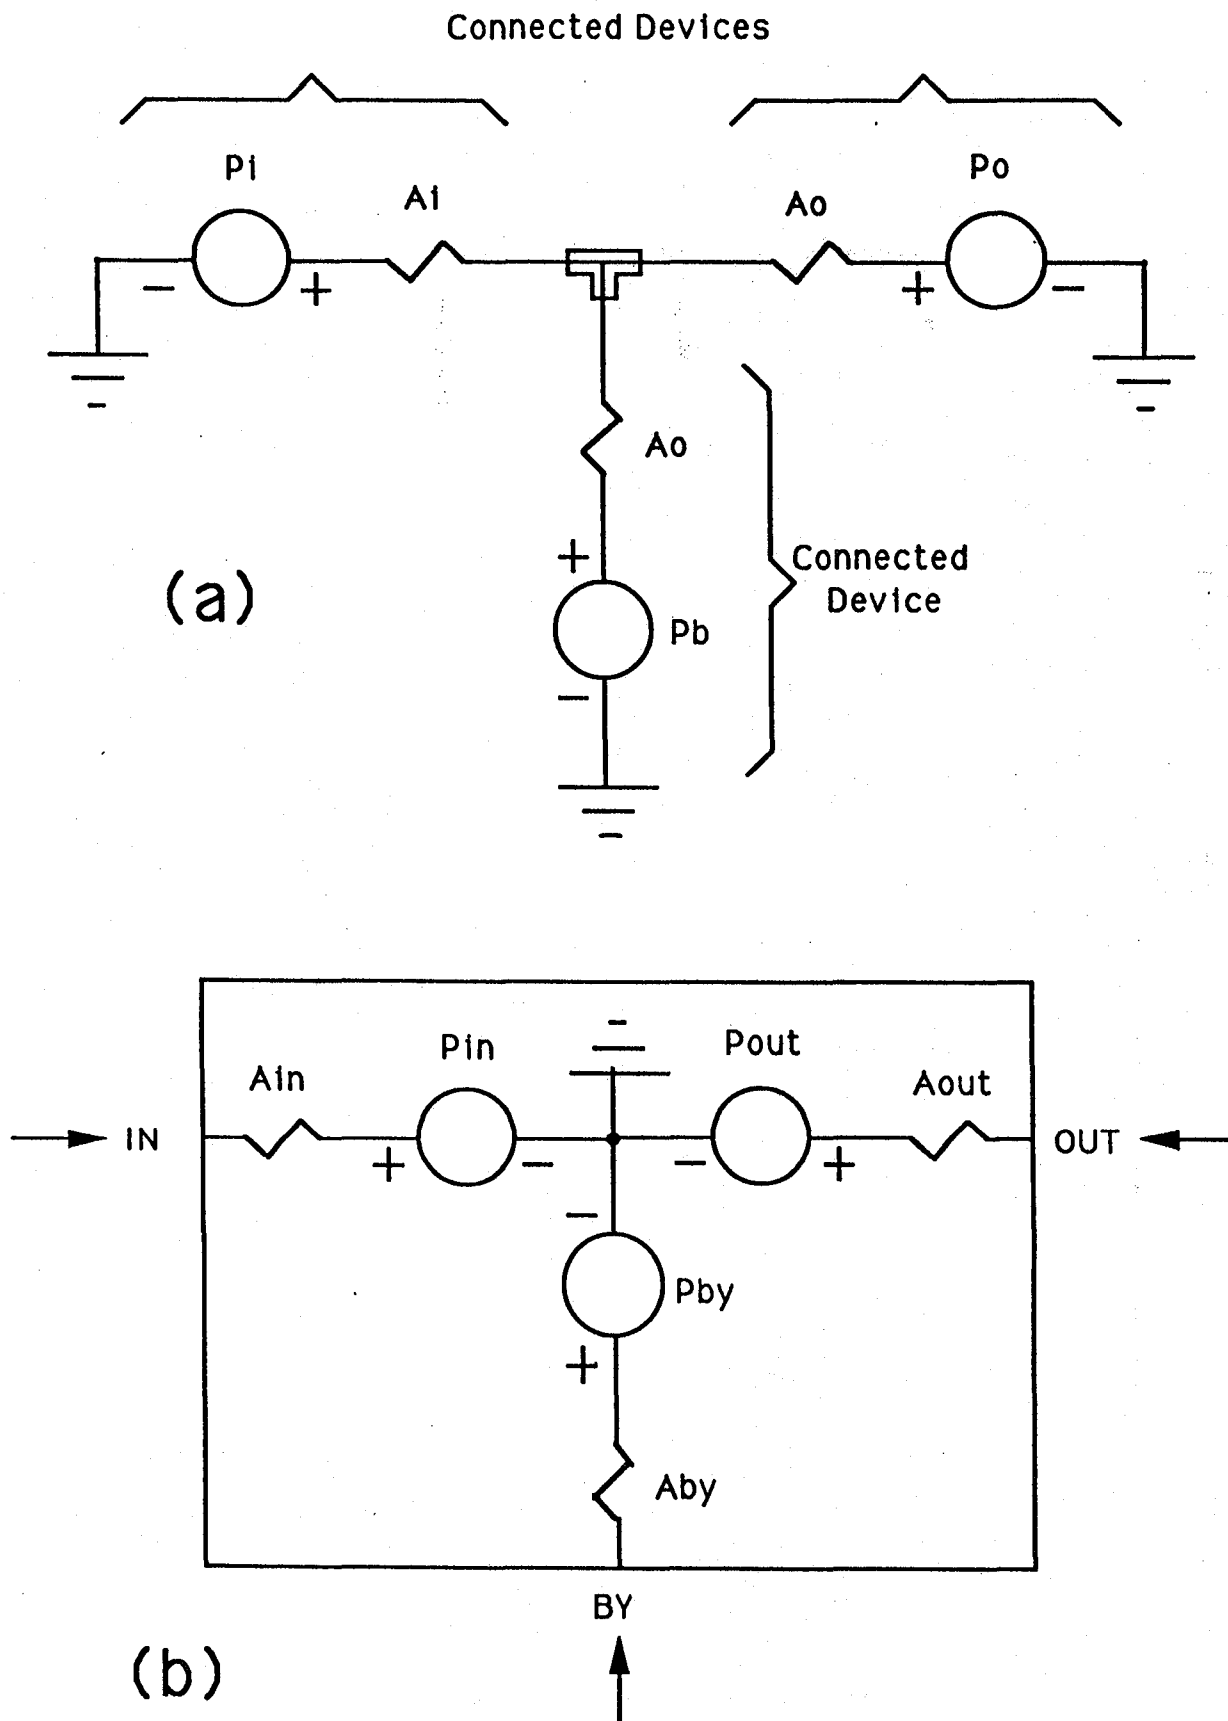 Connected Devices
Pi
Po
Ai
Ao
−
+
+
−
Ao
+
Connected
Device
(a)
Pb
−
Pin
Pout
Ain
Aout
IN
OUT
+
−
−
+
−
Pby
+
Aby
BY
(b)